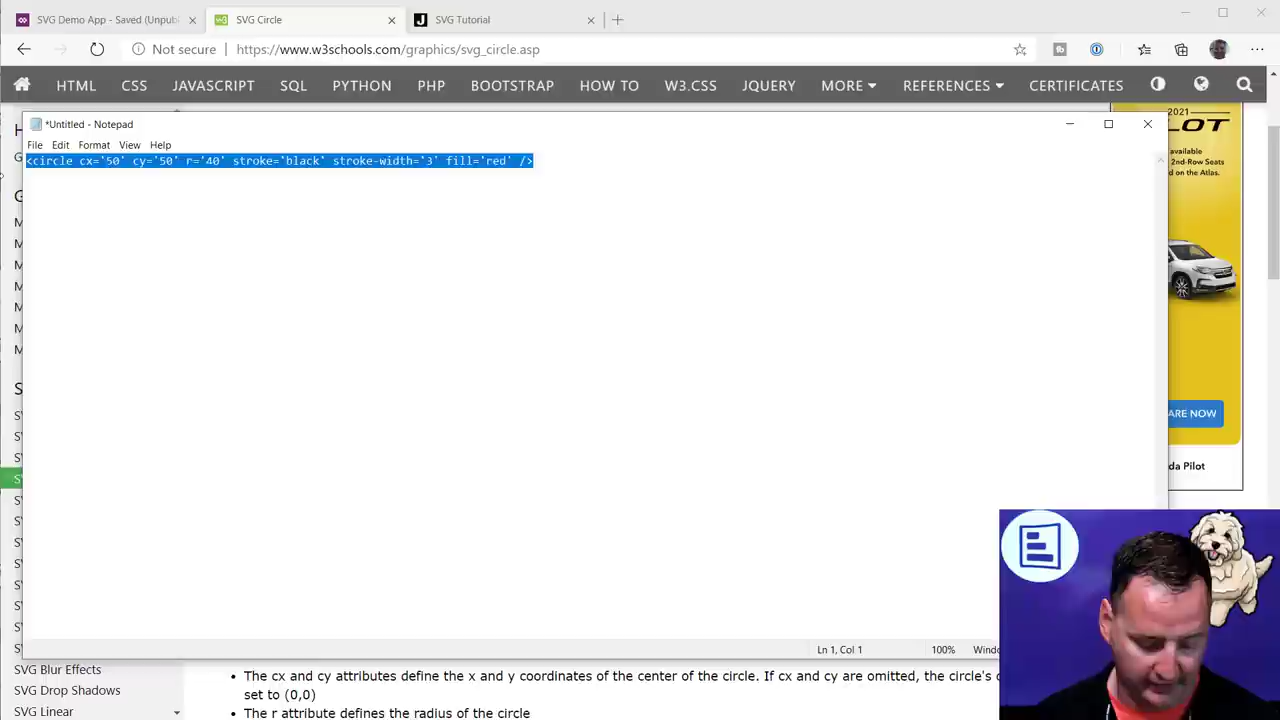 SVG Demo App - Saved (Unpubl
SVG Circle
SVG Tutorial
Not secure
https://www.w3schools.com/graphics/svg_circle.asp
HTML CSS JAVASCRIPT SQL PYTHON PHP BOOTSTRAP HOW TO W3.CSS JQUERY MORE REFERENCES CERTIFICATES
*Untitled - Notepad
File Edit Format View Help
<circle cx='50' cy='50' r='40' stroke='black' stroke-width='3' fill='red' />
2021
LOT
available
2nd-Row Seats
d on the Atlas.
ARE NOW
da Pilot
Ln 1, Col 1
100%
Windo
SVG Blur Effects
SVG Drop Shadows
SVG Linear
The cx and cy attributes define the x and y coordinates of the center of the circle. If cx and cy are omitted, the circle's c
set to (0,0)
The r attribute defines the radius of the circle